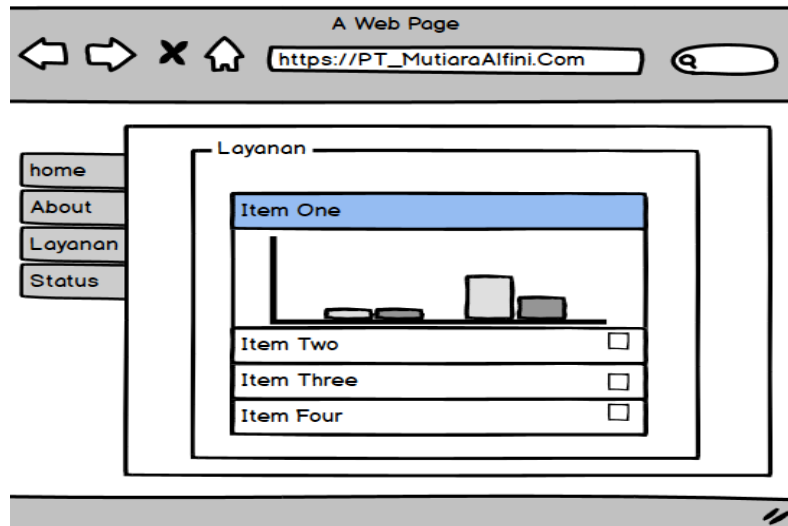 A Web Page
https://PT_MutiaraAlfini.Com
home
About
Layanan
Status
Layanan
Item One
Item Two
Item Three
Item Four